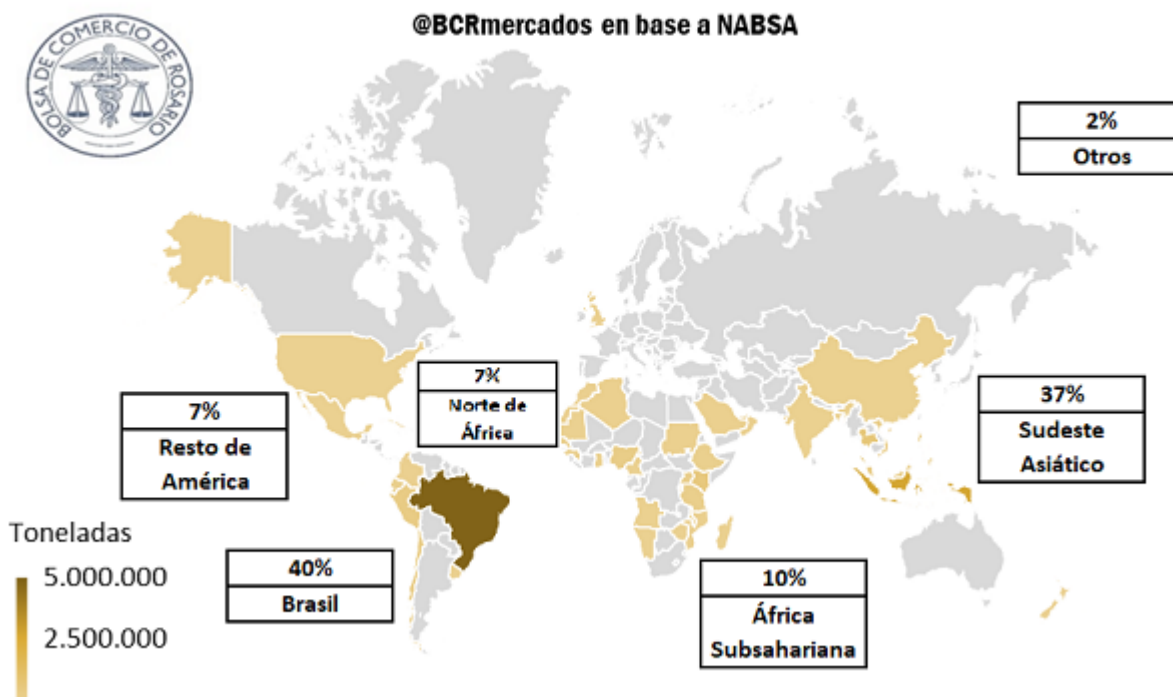 @BCRmercados en base a NABSA
BOLSA DE COMERCIO DE ROSARIO
2%
Otros
7%
Norte de
África
7%
Resto de
América
37%
Sudeste
Asiático
Toneladas
5.000.000
2.500.000
40%
Brasil
10%
África
Subsahariana